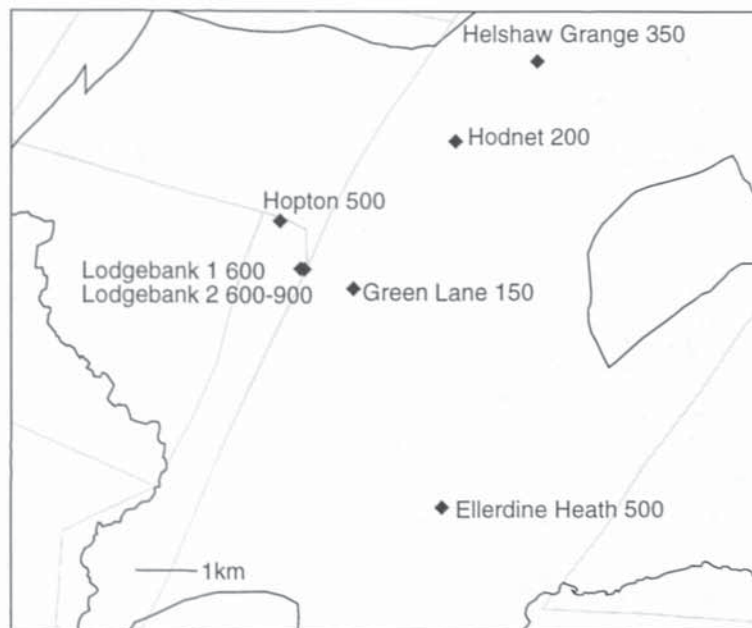 Helshaw Grange 350
Hodnet 200
Hopton 500
Lodgebank 1 600
Lodgebank 2 600-900
Green Lane 150
Ellerdine Heath 500
1km